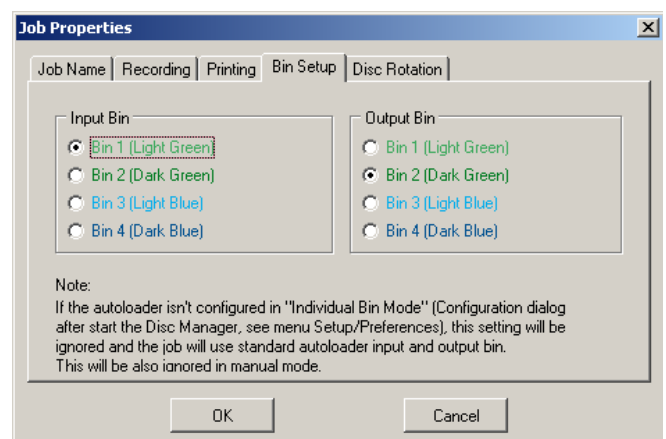 Job Properties
Job Name Recording Printing Bin Setup Disc Rotation
Input Bin
Bin 1 (Light Green)
Bin 2 (Dark Green)
Bin 3 (Light Blue)
Bin 4 (Dark Blue)
Output Bin
Bin 1 (Light Green)
Bin 2 (Dark Green)
Bin 3 (Light Blue)
Bin 4 (Dark Blue)
Note:
If the autoloader isn't configured in "Individual Bin Mode" (Configuration dialog
after start the Disc Manager, see menu Setup/Preferences), this setting will be
ignored and the job will use standard autoloader input and output bin.
This will be also ignored in manual mode.
OK Cancel